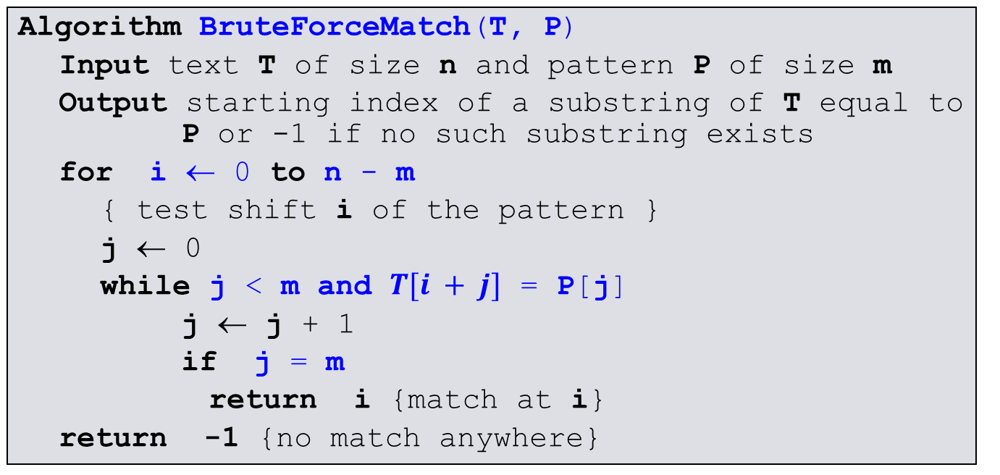 Algorithm BruteForceMatch(T, P)
Input text T of size n and pattern P of size m
Output starting index of a substring of T equal to
P or -1 if no such substring exists
for i ← 0 to n - m
{ test shift i of the pattern }
j ← 0
while j < m and T[i + j] = P[j]
j ← j + 1
if j = m
return i {match at i}
return -1 {no match anywhere}